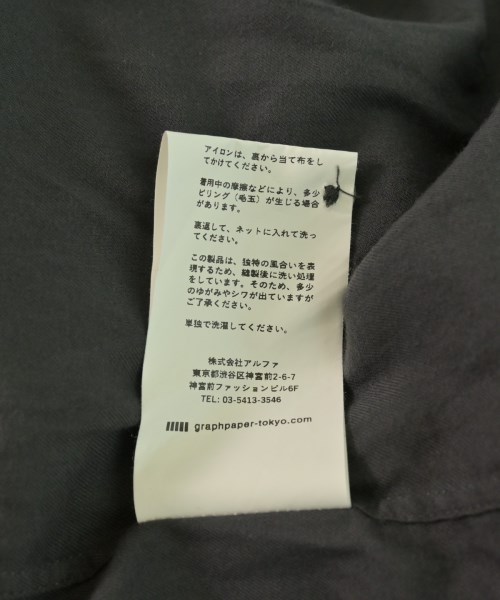 アイロンは、裏から当て布をし
てかけてください。
着用中の摩擦などにより、多少
ピリング（毛玉）が生じる場合
があります。
裏返して、ネットに入れて洗っ
てください。
この製品は、独特の風合いを表
現するため、縫製後に洗い処理
をしています。そのため、多少
のゆがみやシワが出ていますが
ご了承ください。
単独で洗濯してください。
株式会社アルファ
東京都渋谷区神宮前2-6-7
神宮前ファッションビル6F
TEL: 03-5413-3546
graphpaper-tokyo.com